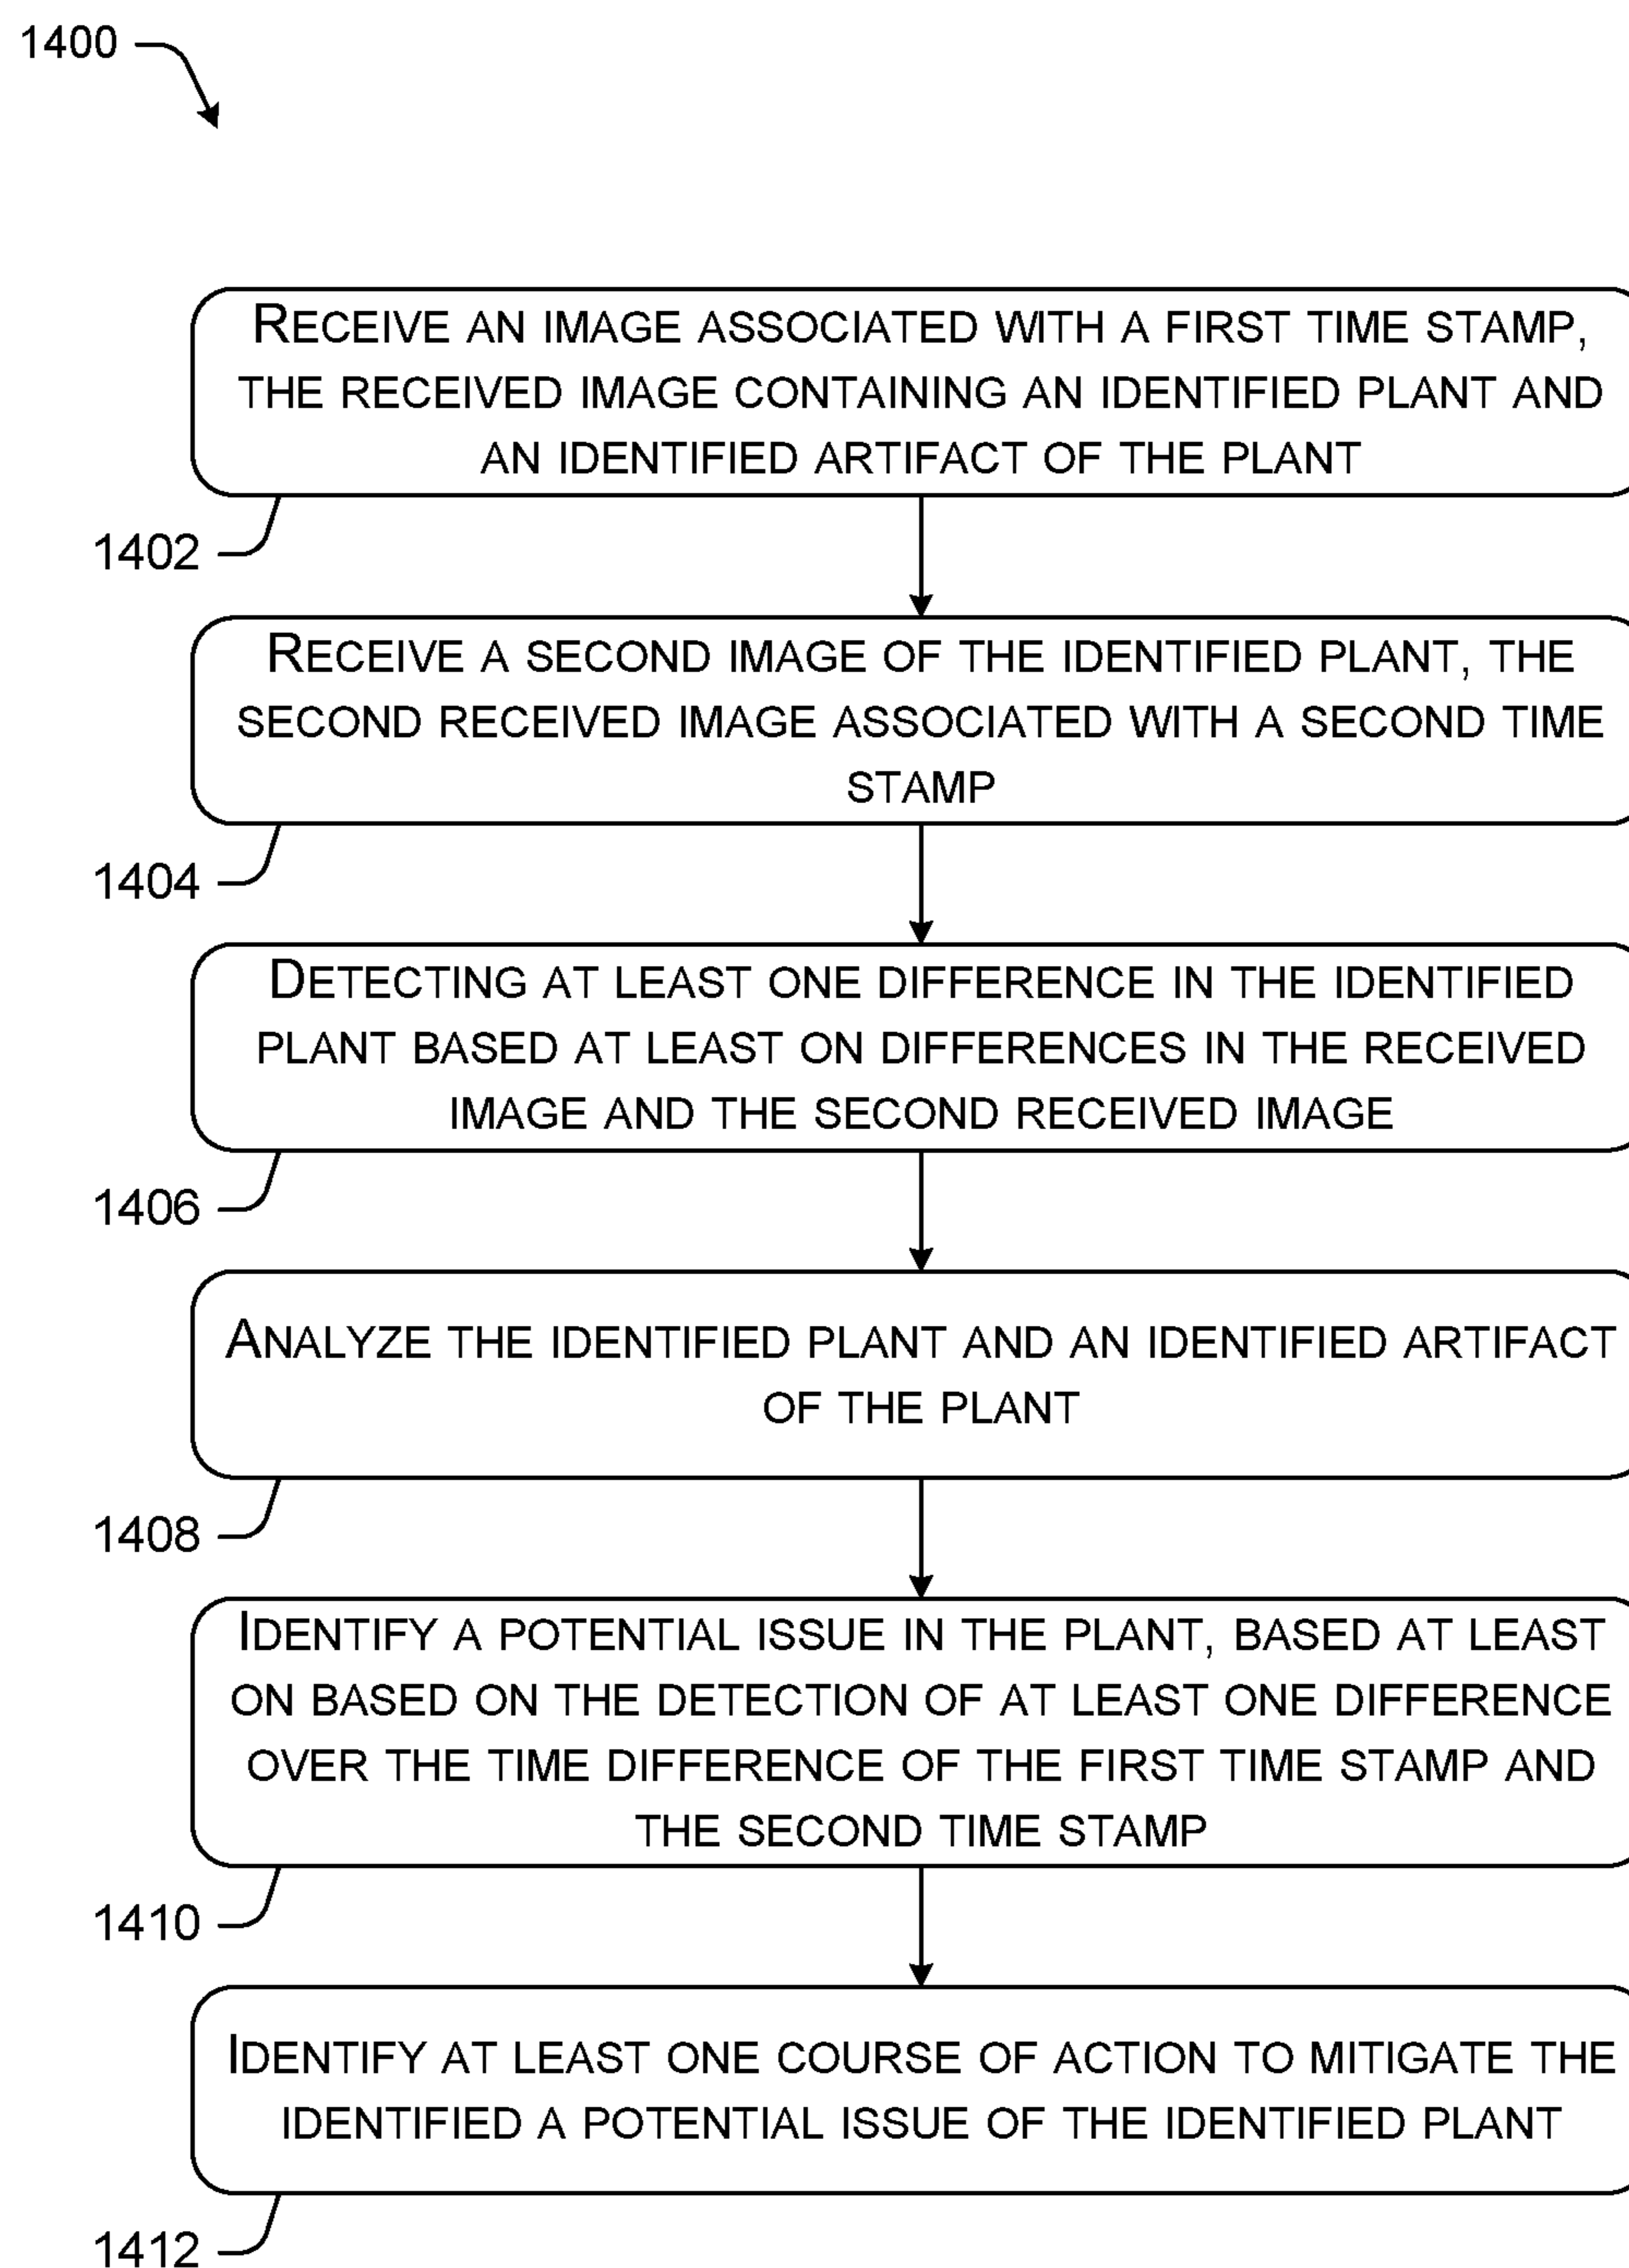 1400
RECEIVE AN IMAGE ASSOCIATED WITH A FIRST TIME STAMP,
THE RECEIVED IMAGE CONTAINING AN IDENTIFIED PLANT AND
AN IDENTIFIED ARTIFACT OF THE PLANT
1402
RECEIVE A SECOND IMAGE OF THE IDENTIFIED PLANT, THE
SECOND RECEIVED IMAGE ASSOCIATED WITH A SECOND TIME
STAMP
1404
DETECTING AT LEAST ONE DIFFERENCE IN THE IDENTIFIED
PLANT BASED AT LEAST ON DIFFERENCES IN THE RECEIVED
IMAGE AND THE SECOND RECEIVED IMAGE
1406
ANALYZE THE IDENTIFIED PLANT AND AN IDENTIFIED ARTIFACT
OF THE PLANT
1408
IDENTIFY A POTENTIAL ISSUE IN THE PLANT, BASED AT LEAST
ON BASED ON THE DETECTION OF AT LEAST ONE DIFFERENCE
OVER THE TIME DIFFERENCE OF THE FIRST TIME STAMP AND
THE SECOND TIME STAMP
1410
IDENTIFY AT LEAST ONE COURSE OF ACTION TO MITIGATE THE
IDENTIFIED A POTENTIAL ISSUE OF THE IDENTIFIED PLANT
1412